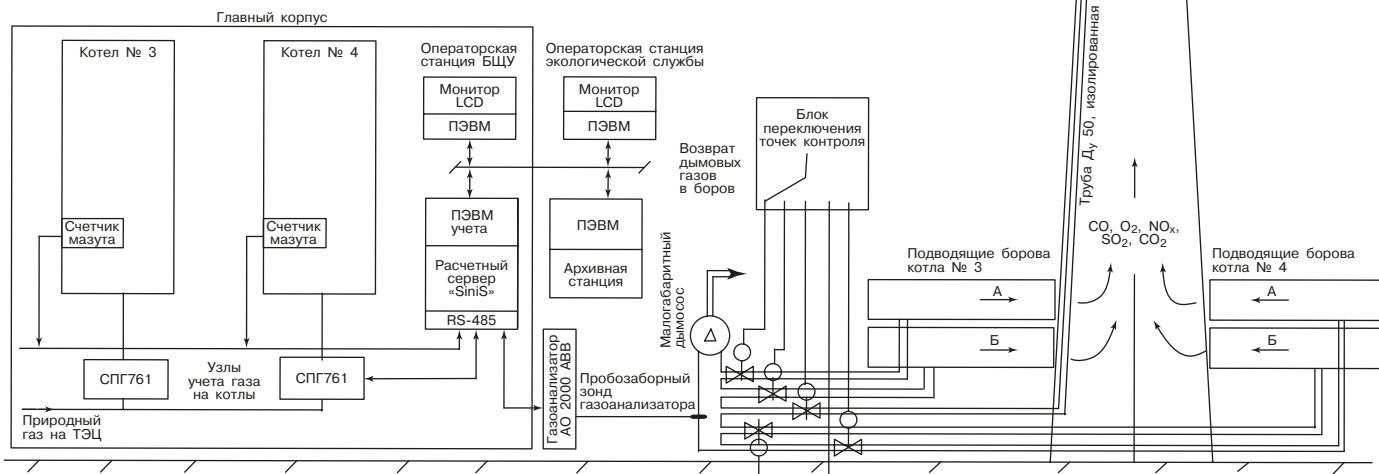 Главный корпус
Котел № 3
Котел № 4
Счетчик
мазута
Счетчик
мазута
СПГ761
Узлы
учета газа
на котлы
СПГ761
Природный
газ на ТЭЦ
Операторская
станция БЩУ
Монитор
LCD
ПЭВМ
Операторская станция
экологической службы
Монитор
LCD
ПЭВМ
ПЭВМ
учета
Расчетный
сервер
«SiniS»
RS-485
ПЭВМ
Архивная
станция
Газоанализатор
АО 2000 АВВ
Пробозаборный
зонд
газоанализатора
Малогабаритный
дымосос
Δ
Возврат
дымовых
газов
в боров
Блок
переключения
точек контроля
Труба Ду 50, изолированная
CO, O₂, NOₓ,
SO₂, CO₂
Подводящие борова
котла № 3
А
Б
Подводящие борова
котла № 4
А
Б